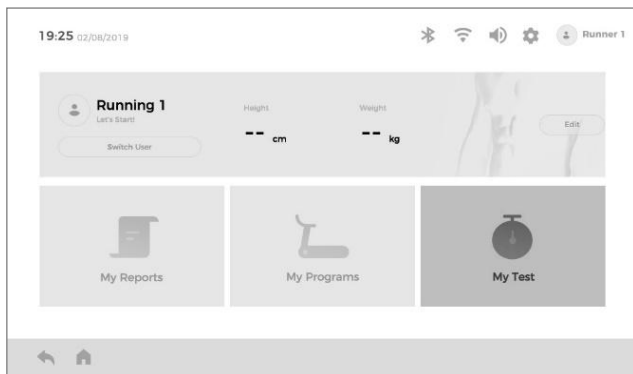 19:25 02/08/2019
Runner 1
Running 1
Let's Start!
Switch User
Height
-- cm
Weight
-- kg
Edit
My Reports
My Programs
My Test